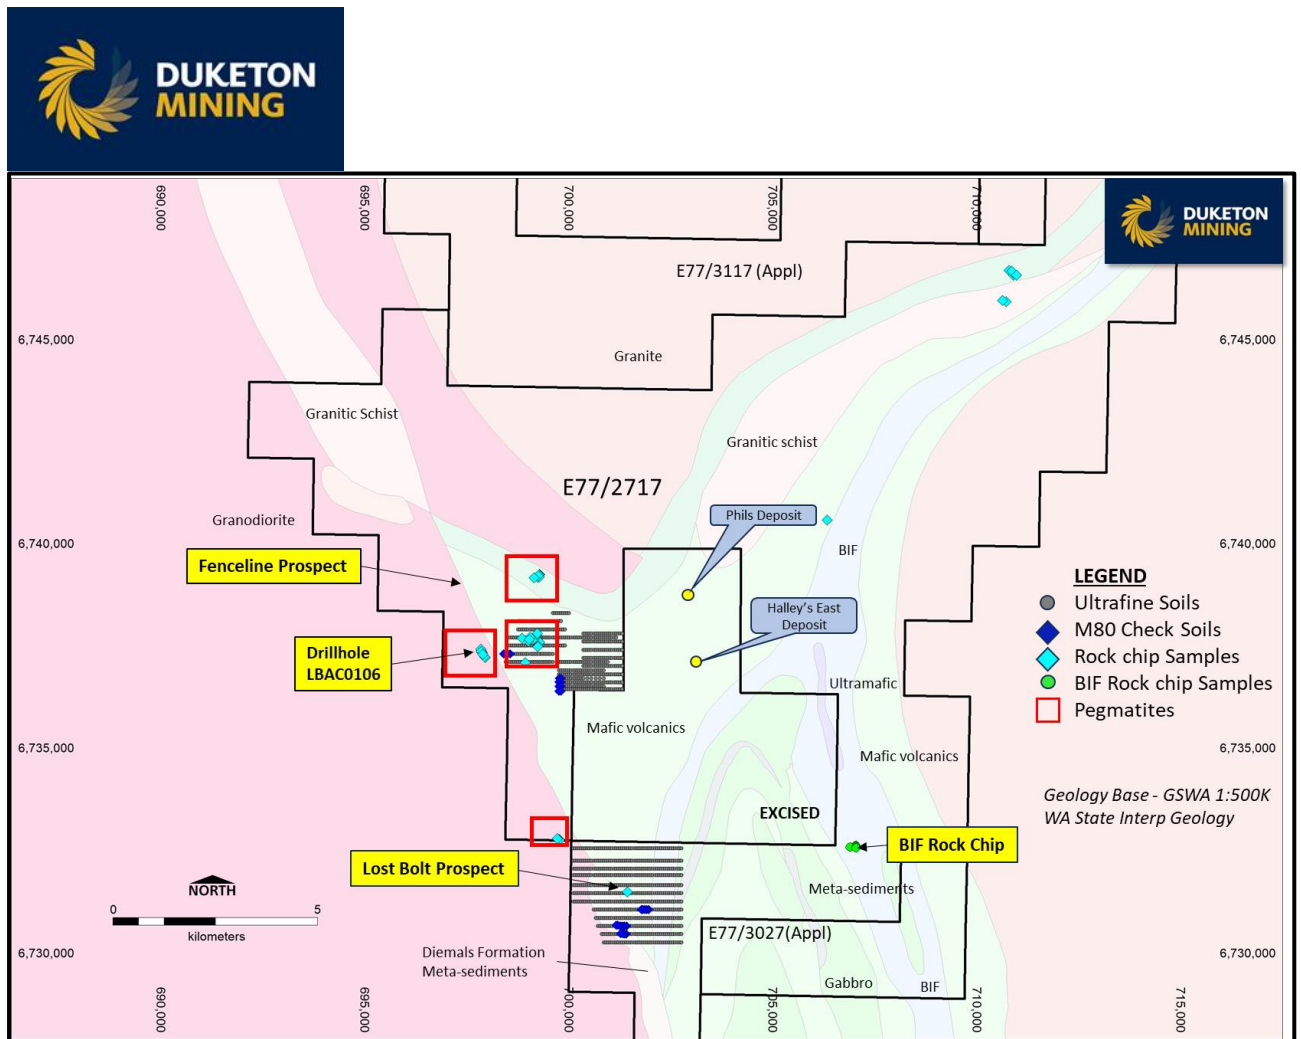 DUKETON
MINING
690,000
695,000
700,000
705,000
710,000
DUKETON
MINING
E77/3117 (Appl)
6,745,000
6,745,000
Granite
Granitic Schist
Granitic schist
E77/2717
Phils Deposit
Granodiorite
6,740,000
6,740,000
BIF
Fenceline Prospect
LEGEND
Ultrafine Soils
M80 Check Soils
Rock chip Samples
BIF Rock chip Samples
Pegmatites
Halley's East
Deposit
Drillhole
LBAC0106
Ultramafic
Mafic volcanics
6,735,000
Mafic volcanics
6,735,000
Geology Base - GSWA 1:500K
WA State Interp Geology
EXCISED
BIF Rock Chip
Lost Bolt Prospect
NORTH
Meta-sediments
0 5
kilometers
E77/3027(Appl)
Diemals Formation
Meta-sediments
6,730,000
6,730,000
Gabbro
BIF
690,000
695,000
700,000
705,000
710,000
715,000